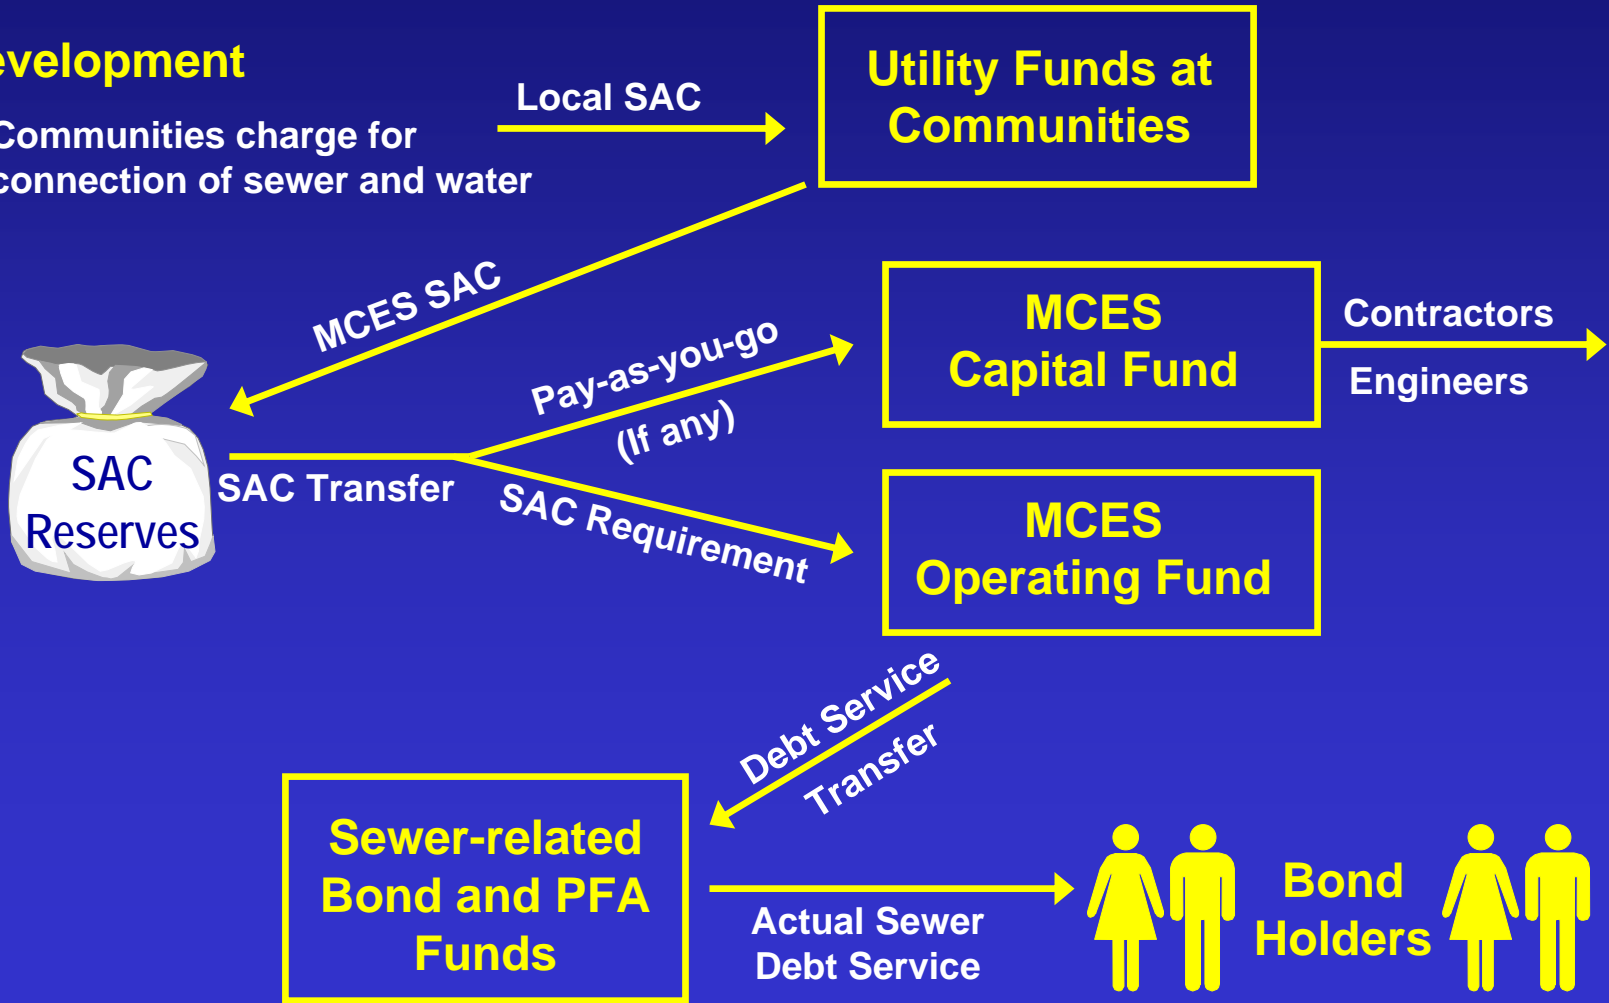 evelopment
Communities charge for
connection of sewer and water
Local SAC
Utility Funds at
Communities
MCES SAC
SAC
Reserves
SAC Transfer
Pay-as-you-go
(If any)
SAC Requirement
MCES
Capital Fund
Contractors
Engineers
MCES
Operating Fund
Debt Service
Transfer
Sewer-related
Bond and PFA
Funds
Actual Sewer
Debt Service
Bond
Holders